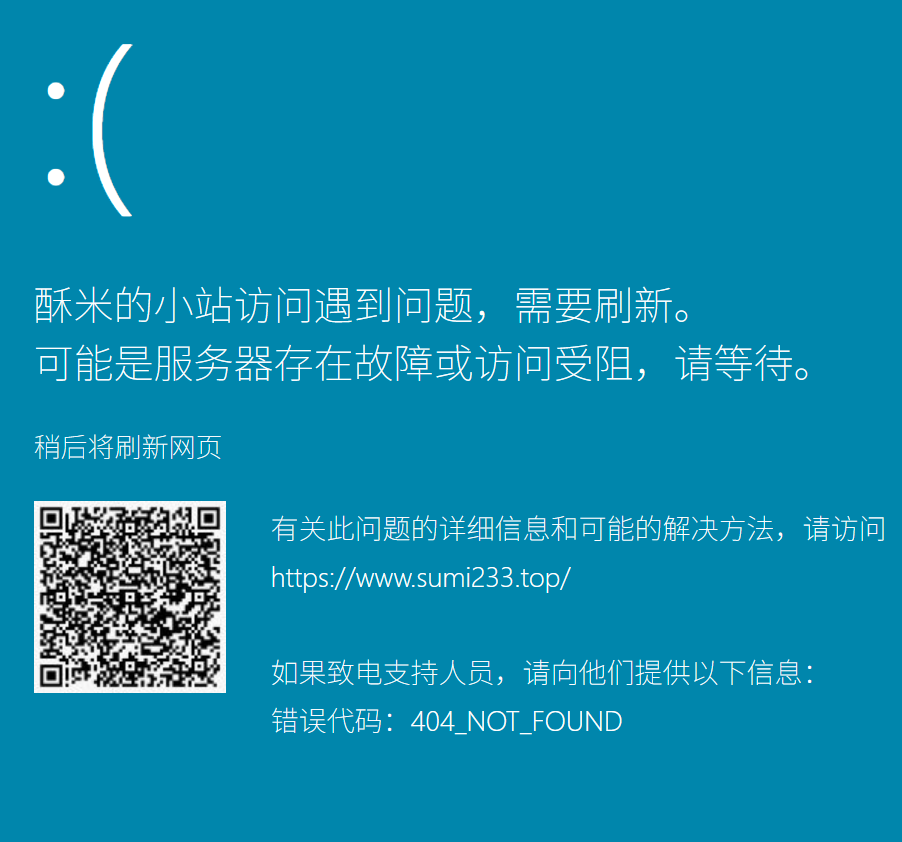 :(
酥米的小站访问遇到问题，需要刷新。
可能是服务器存在故障或访问受阻，请等待。
稍后将刷新网页
有关此问题的详细信息和可能的解决方法，请访问
https://www.sumi233.top/
如果致电支持人员，请向他们提供以下信息：
错误代码：404_NOT_FOUND